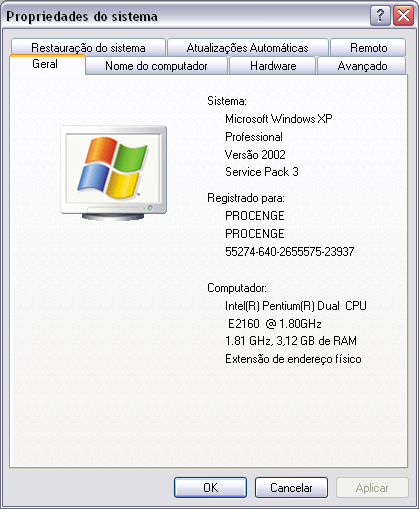 Propriedades do sistema
Restauração do sistema
Atualizações Automáticas
Remoto
Geral
Nome do computador
Hardware
Avançado
Sistema:
Microsoft Windows XP
Professional
Versão 2002
Service Pack 3
Registrado para:
PROCENGE
PROCENGE
55274-640-2655575-23937
Computador:
Intel(R) Pentium(R) Dual CPU
E2160 @ 1.80GHz
1.81 GHz, 3,12 GB de RAM
Extensão de endereço físico
OK
Cancelar
Aplicar